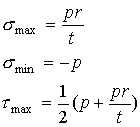 σmax = pr/t
σmin = −p
τmax = 1/2 (p + pr/t)